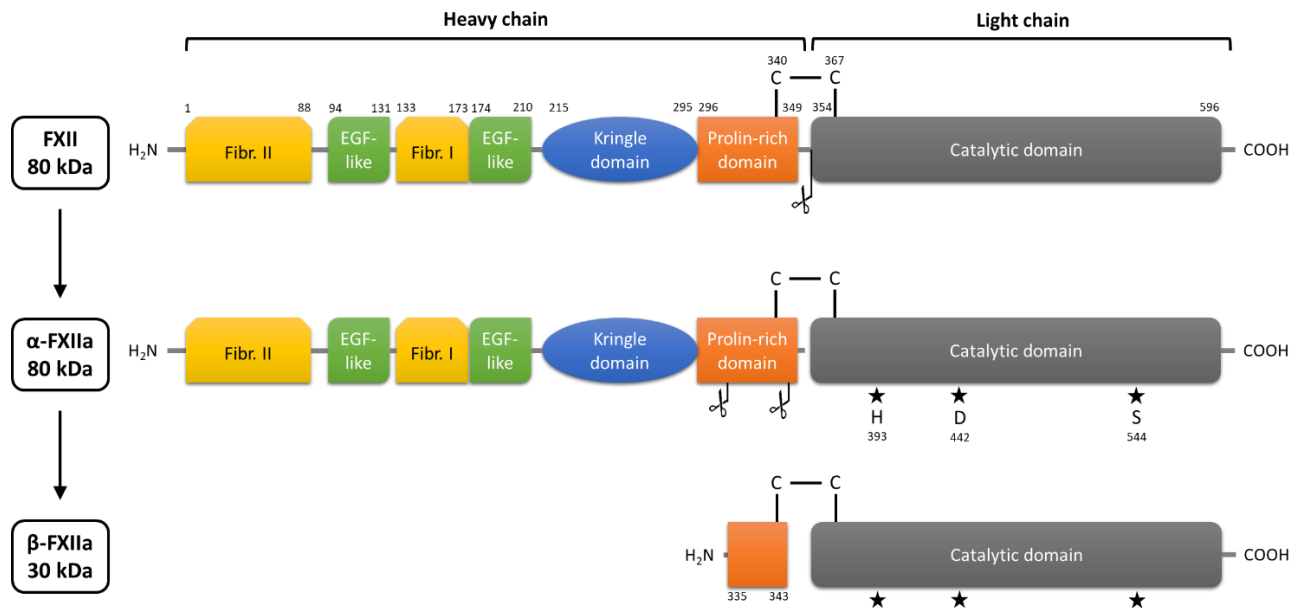 Heavy chain
Light chain
340
367
C
C
1
88
94
131
133
173
174
210
215
295
296
349
354
596
FXII
80 kDa
H₂N
Fibr. II
EGF-
like
Fibr. I
EGF-
like
Kringle
domain
Prolin-rich
domain
Catalytic domain
COOH
C
C
α-FXIIa
80 kDa
H₂N
Fibr. II
EGF-
like
Fibr. I
EGF-
like
Kringle
domain
Prolin-rich
domain
Catalytic domain
COOH
H
D
S
393
442
544
C
C
β-FXIIa
30 kDa
H₂N
Catalytic domain
COOH
335
343